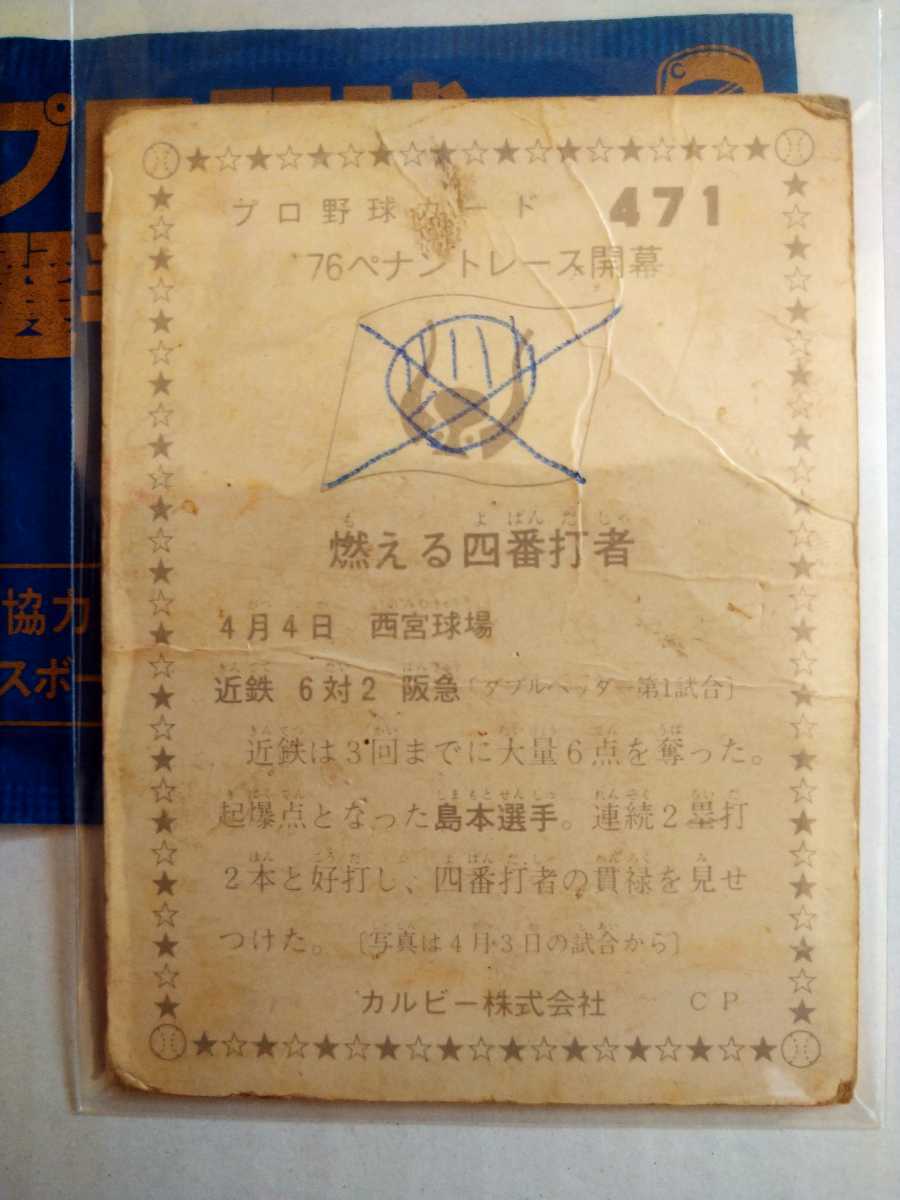 プロ野球カード 471
'76ペナントレース開幕
燃える四番打者
4月4日 西宮球場
近鉄 6対2 阪急〔ダブルヘッダー第1試合〕
近鉄は3回までに大量6点を奪った。
起爆点となった島本選手。連続2塁打
2本と好打し、四番打者の貫禄を見せ
つけた。〔写真は4月3日の試合から〕
カルビー株式会社 CP
協力
スポー